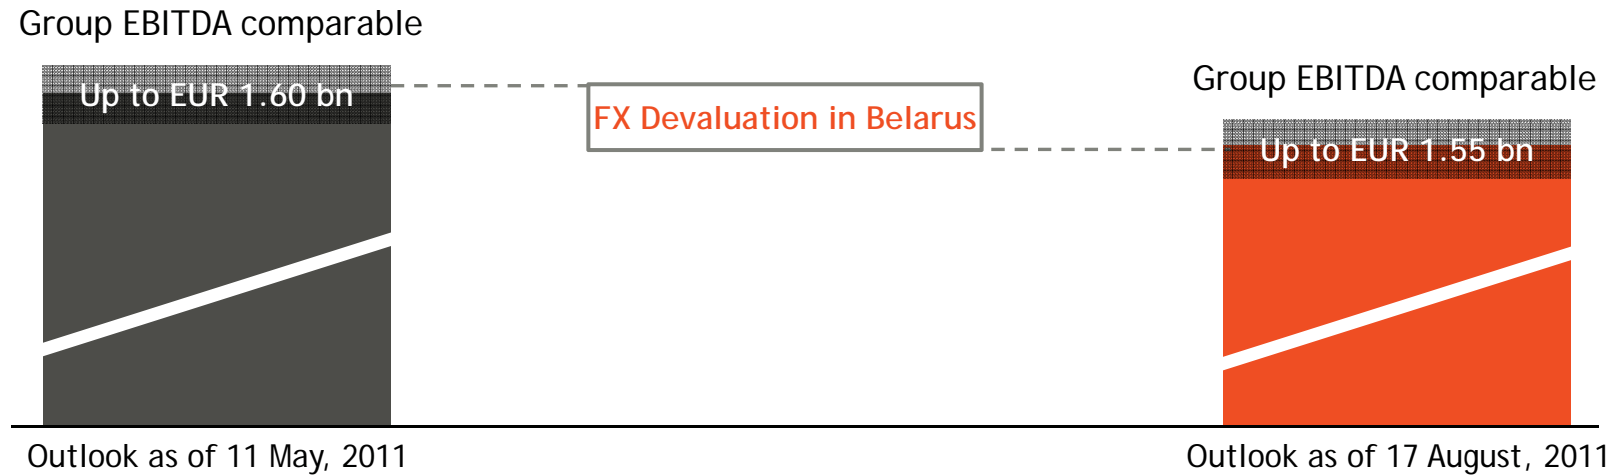 Group EBITDA comparable
Up to EUR 1.60 bn
FX Devaluation in Belarus
Group EBITDA comparable
Up to EUR 1.55 bn
Outlook as of 11 May, 2011
Outlook as of 17 August, 2011